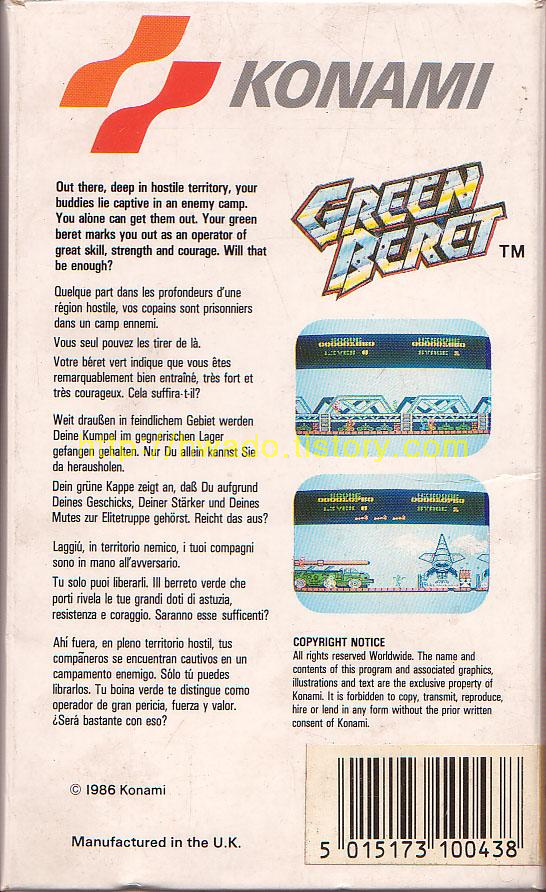 KONAMI
Out there, deep in hostile territory, your
buddies lie captive in an enemy camp.
You alone can get them out. Your green
beret marks you out as an operator of
great skill, strength and courage. Will that
be enough?
Quelque part dans les profondeurs d'une
région hostile, vos copains sont prisonniers
dans un camp ennemi.
Vous seul pouvez les tirer de là.
Votre béret vert indique que vous êtes
remarquablement bien entraîné, très fort et
très courageux. Cela suffira-t-il?
Weit draußen in feindlichem Gebiet werden
Deine Kumpel im gegnerischen Lager
gefangen gehalten. Nur Du allein kannst Sie
da herausholen.
Dein grüne Kappe zeigt an, daß Du aufgrund
Deines Geschicks, Deiner Stärker und Deines
Mutes zur Elitetruppe gehörst. Reicht das aus?
Laggiú, in territorio nemico, i tuoi compagni
sono in mano all'avversario.
Tu solo puoi liberarli. Ill berreto verde che
porti rivela le tue grandi doti di astuzia,
resistenza e coraggio. Saranno esse sufficenti?
Ahí fuera, en pleno territorio hostil, tus
compãneros se encuentran cautivos en un
campamento enemigo. Sólo tú puedes
librarlos. Tu boina verde te distingue como
operador de gran pericia, fuerza y valor.
¿Será bastante con eso?
© 1986 Konami
Manufactured in the U.K.
GREEN
BERET TM
LIVES
STAGE
LIVES
STAGE
COPYRIGHT NOTICE
All rights reserved Worldwide. The name and
contents of this program and associated graphics,
illustrations and text are the exclusive property of
Konami. It is forbidden to copy, transmit, reproduce,
hire or lend in any form without the prior written
consent of Konami.
5 015173 100438